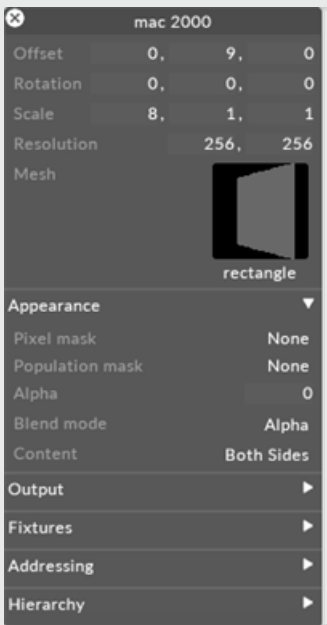 mac 2000
Offset 0, 9, 0
Rotation 0, 0, 0
Scale 8, 1, 1
Resolution 256, 256
Mesh
rectangle
Appearance
Pixel mask None
Population mask None
Alpha 0
Blend mode Alpha
Content Both Sides
Output
Fixtures
Addressing
Hierarchy